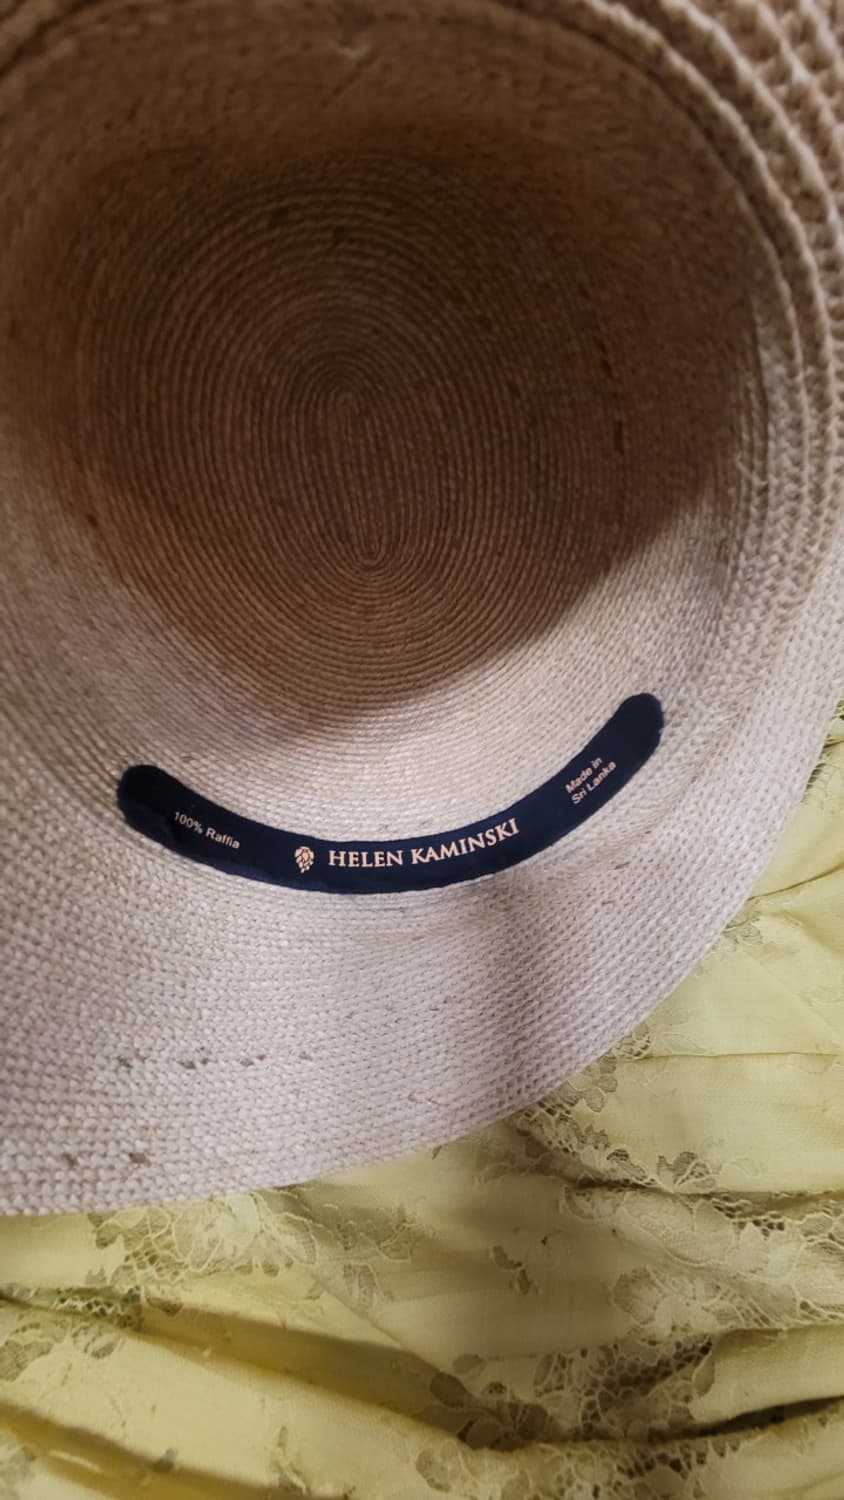 100% Raffia
HELEN KAMINSKI
Made in
Sri Lanka